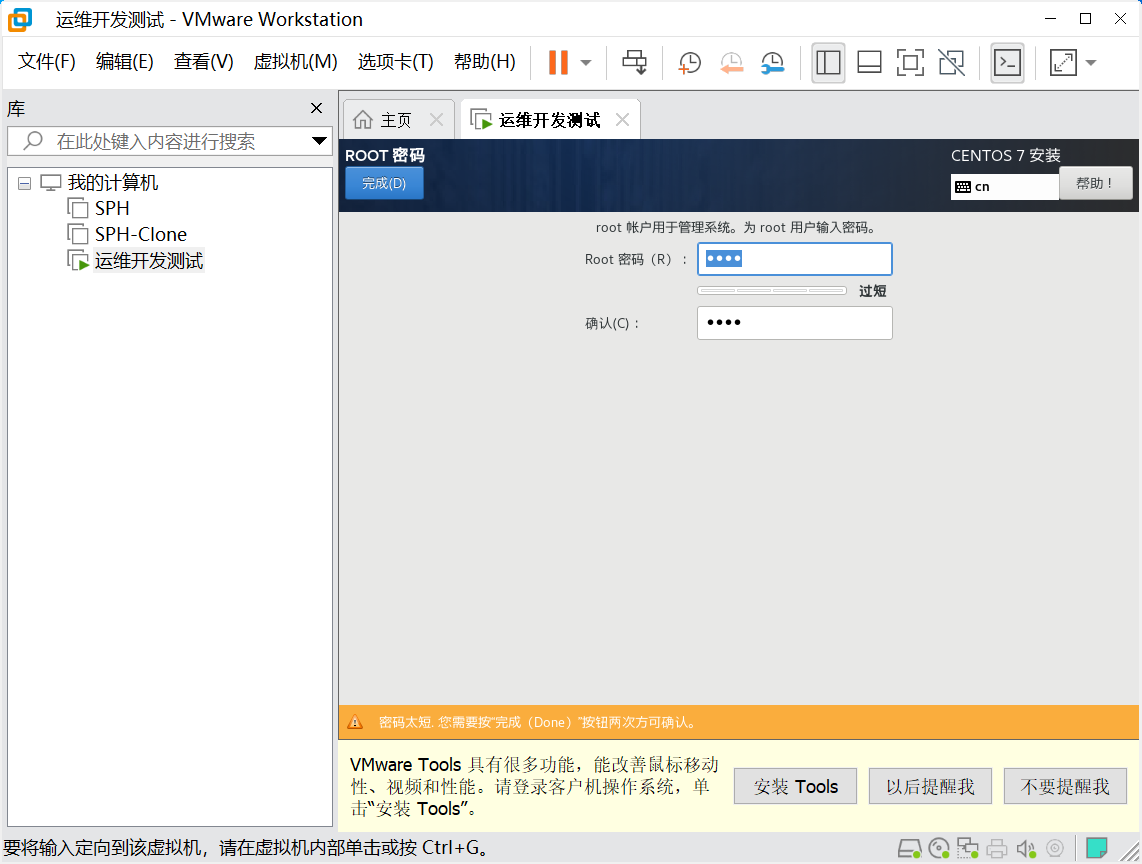 运维开发测试 - VMware Workstation
文件(F) 编辑(E) 查看(V) 虚拟机(M) 选项卡(T) 帮助(H)
库
在此处键入内容进行搜索
我的计算机
SPH
SPH-Clone
运维开发测试
主页 运维开发测试
ROOT 密码
完成(D)
CENTOS 7 安装
cn
帮助！
root 帐户用于管理系统。为 root 用户输入密码。
Root 密码（R）：
过短
确认(C)：
密码太短. 您需要按“完成（Done）”按钮两次方可确认。
VMware Tools 具有很多功能，能改善鼠标移动
性、视频和性能。请登录客户机操作系统，单
击“安装 Tools”。
安装 Tools 以后提醒我 不要提醒我
要将输入定向到该虚拟机，请在虚拟机内部单击或按 Ctrl+G。